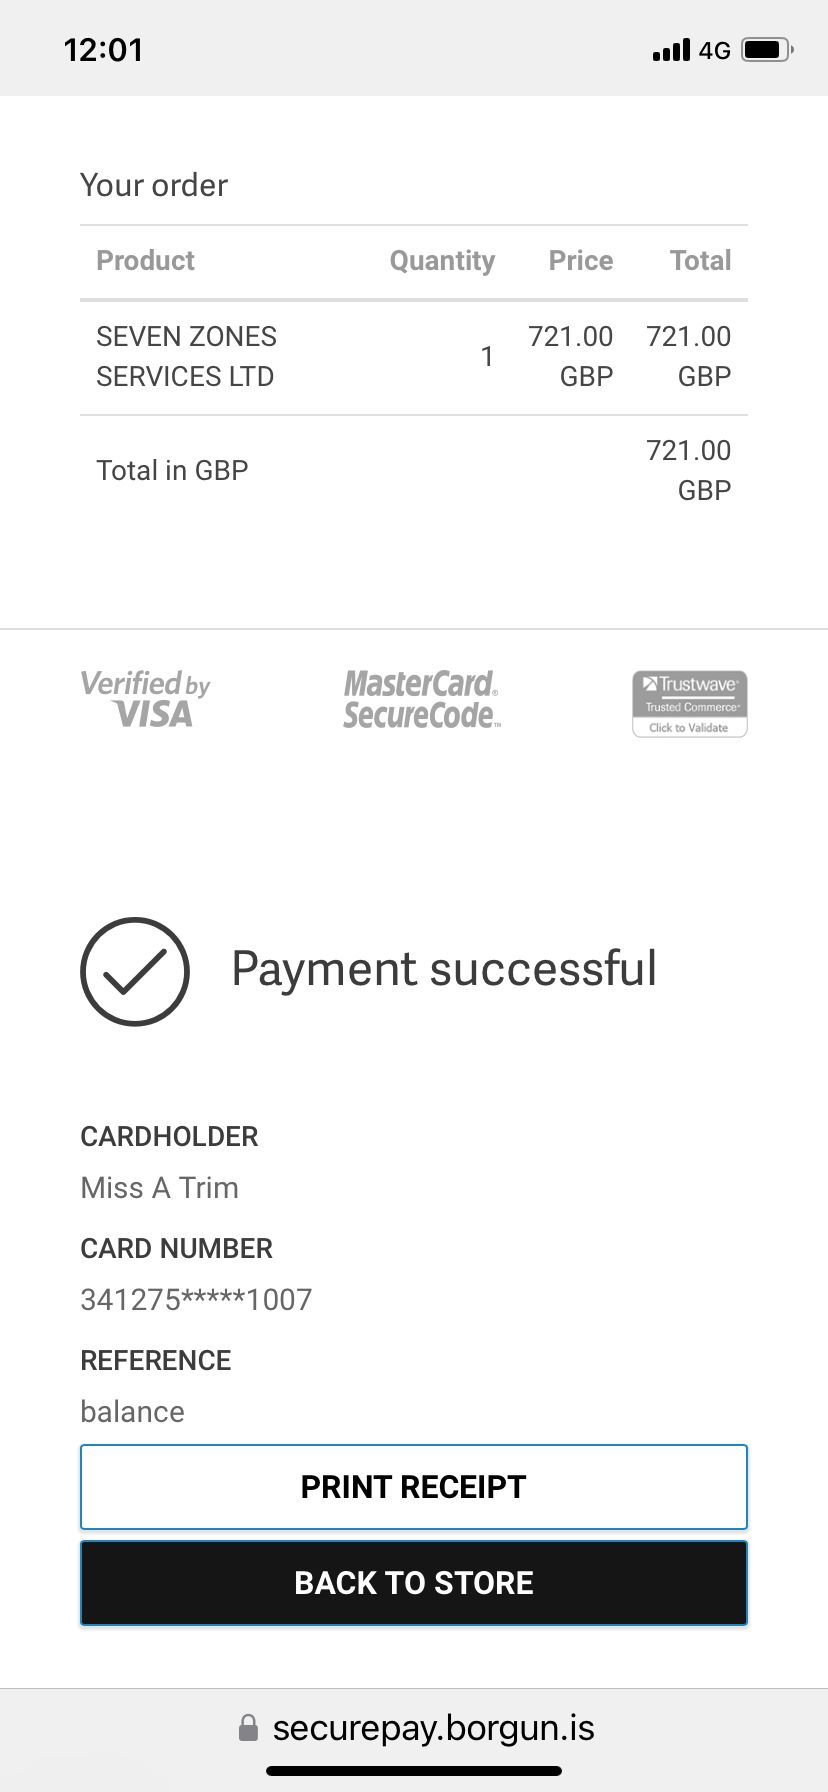 12:01
4G
Your order
Product Quantity Price Total
SEVEN ZONES SERVICES LTD 1 721.00 GBP 721.00 GBP
Total in GBP 721.00 GBP
Verified by VISA
MasterCard® SecureCode™
Trustwave®
Trusted Commerce™
Click to Validate
Payment successful
CARDHOLDER
Miss A Trim
CARD NUMBER
341275*****1007
REFERENCE
balance
PRINT RECEIPT
BACK TO STORE
securepay.borgun.is